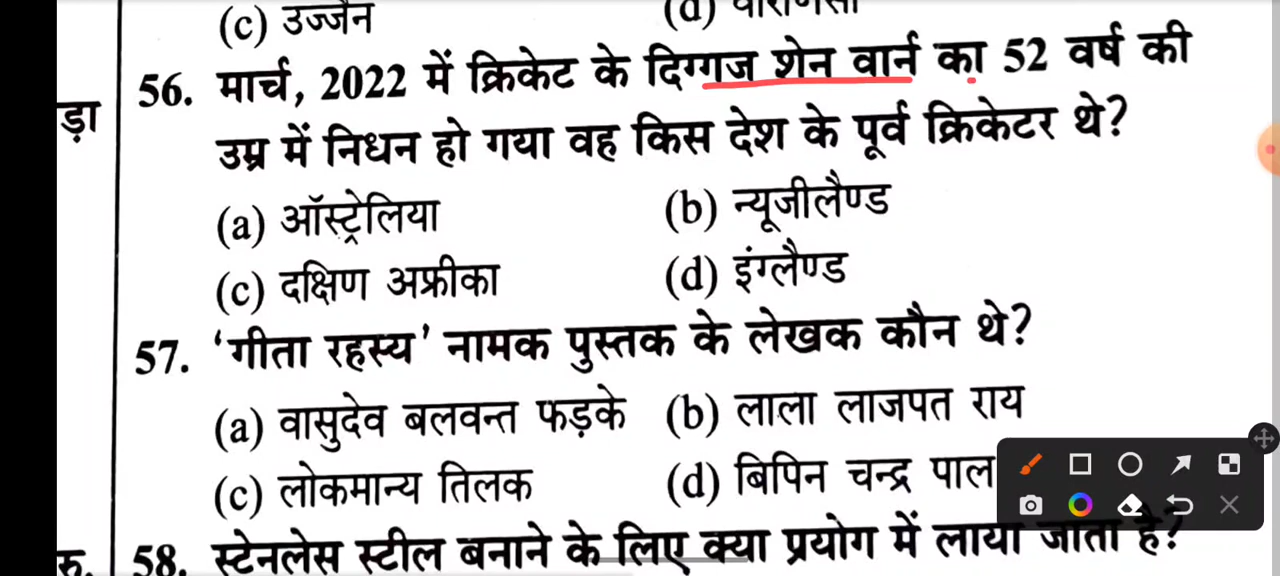 (c) उज्जैन (d) वाराणसी
56. मार्च, 2022 में क्रिकेट के दिग्गज शेन वार्न का 52 वर्ष की
ड़ा
उम्र में निधन हो गया वह किस देश के पूर्व क्रिकेटर थे?
(a) ऑस्ट्रेलिया (b) न्यूजीलैण्ड
(c) दक्षिण अफ्रीका (d) इंग्लैण्ड
57. ‘गीता रहस्य’ नामक पुस्तक के लेखक कौन थे?
(a) वासुदेव बलवन्त फड़के (b) लाला लाजपत राय
(c) लोकमान्य तिलक (d) बिपिन चन्द्र पाल
रु. 58. स्टेनलेस स्टील बनाने के लिए क्या प्रयोग में लाया जाता है?